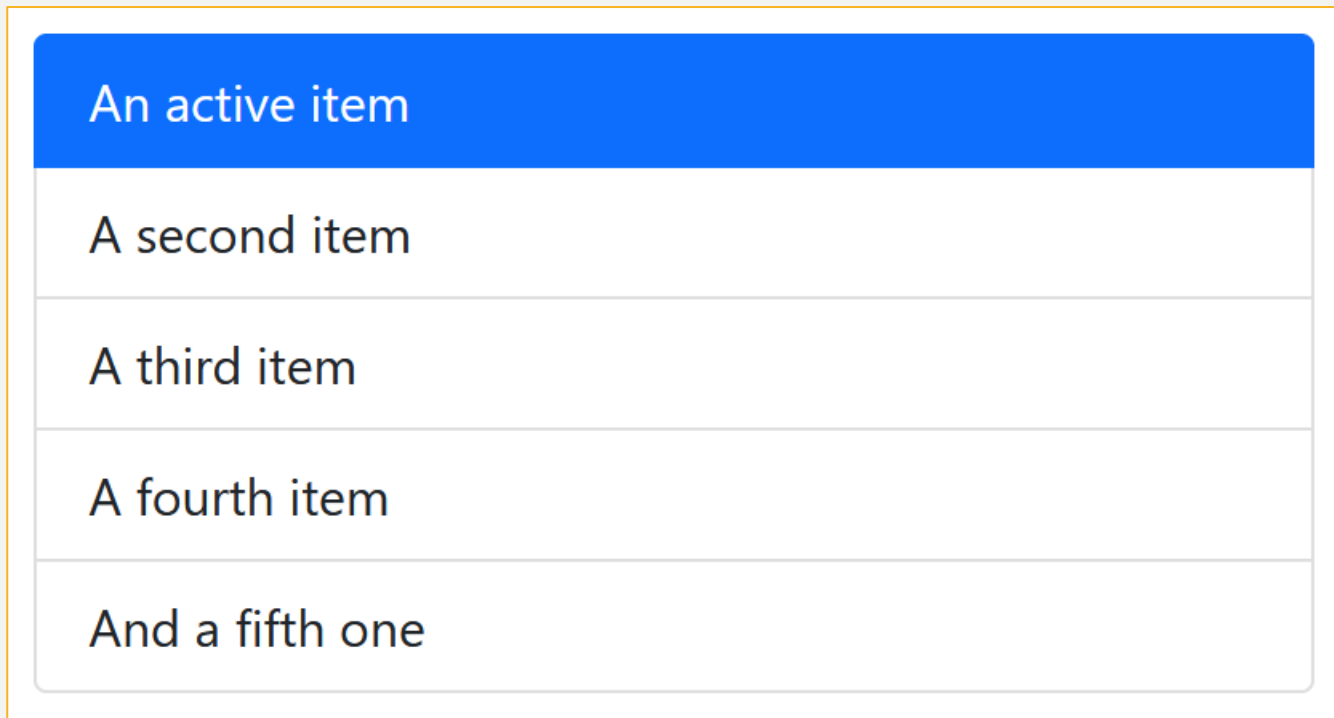 An active item
A second item
A third item
A fourth item
And a fifth one